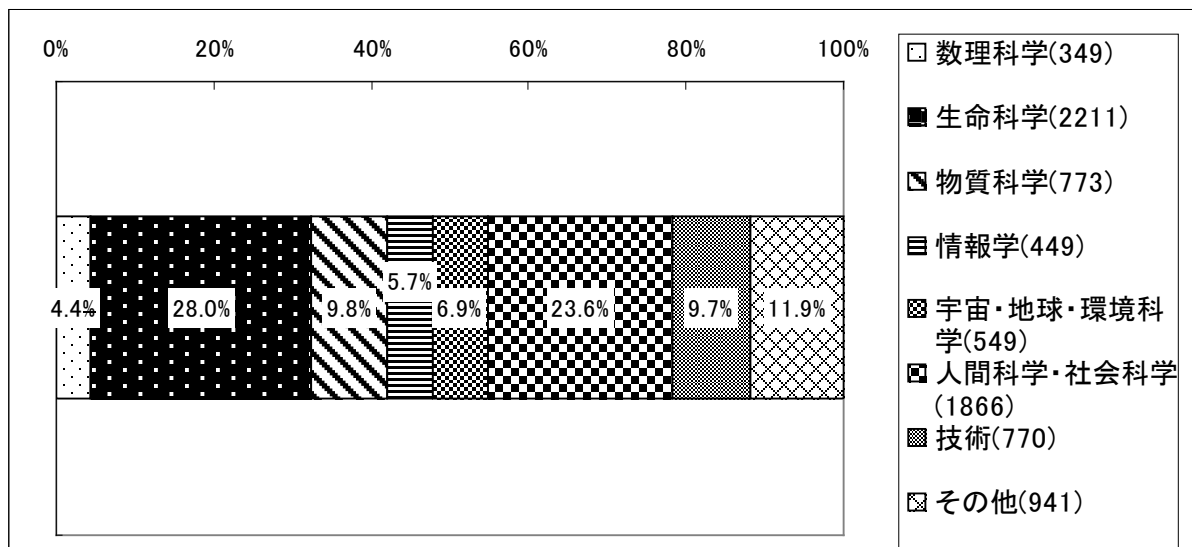 0% 20% 40% 60% 80% 100%
4.4% 28.0% 9.8% 5.7% 6.9% 23.6% 9.7% 11.9%
数理科学(349)
生命科学(2211)
物質科学(773)
情報学(449)
宇宙・地球・環境科
学(549)
人間科学・社会科学
(1866)
技術(770)
その他(941)